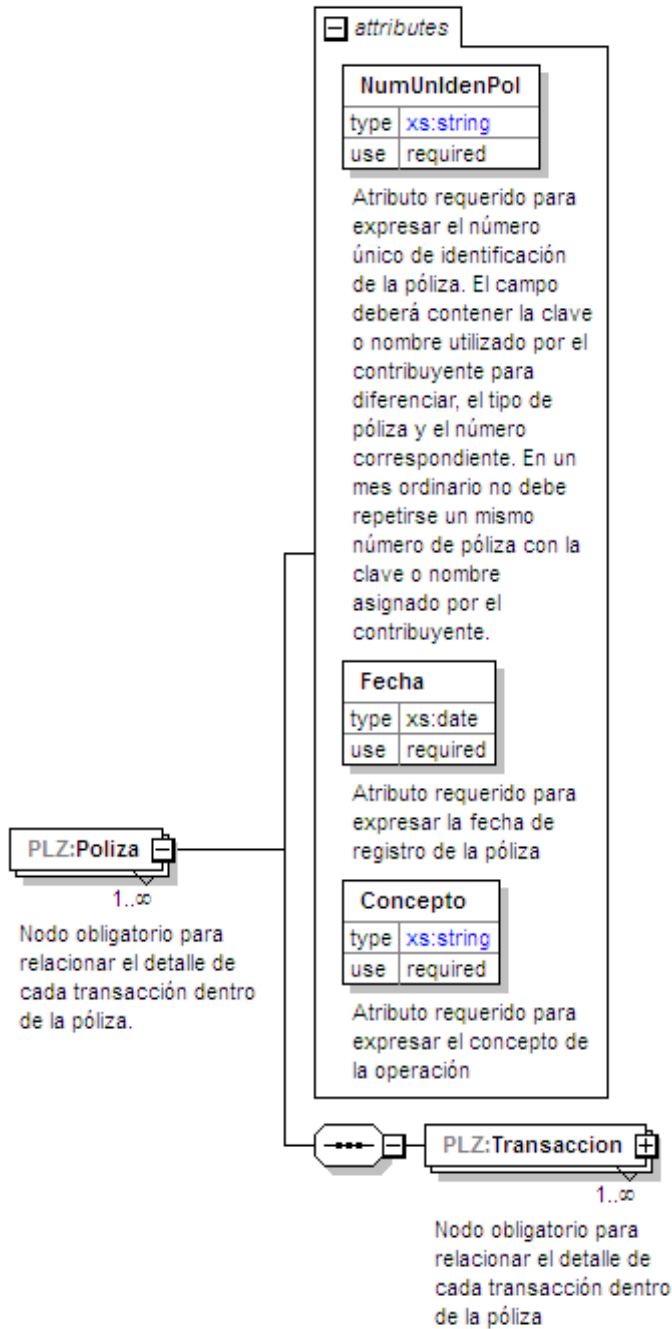 attributes
NumUnIdenPol
type xs:string
use required
Atributo requerido para
expresar el número
único de identificación
de la póliza. El campo
deberá contener la clave
o nombre utilizado por el
contribuyente para
diferenciar, el tipo de
póliza y el número
correspondiente. En un
mes ordinario no debe
repetirse un mismo
número de póliza con la
clave o nombre
asignado por el
contribuyente.
Fecha
type xs:date
use required
Atributo requerido para
expresar la fecha de
registro de la póliza
PLZ:Poliza
1..∞
Nodo obligatorio para
relacionar el detalle de
cada transacción dentro
de la póliza.
Concepto
type xs:string
use required
Atributo requerido para
expresar el concepto de
la operación
PLZ:Transaccion
1..∞
Nodo obligatorio para
relacionar el detalle de
cada transacción dentro
de la póliza